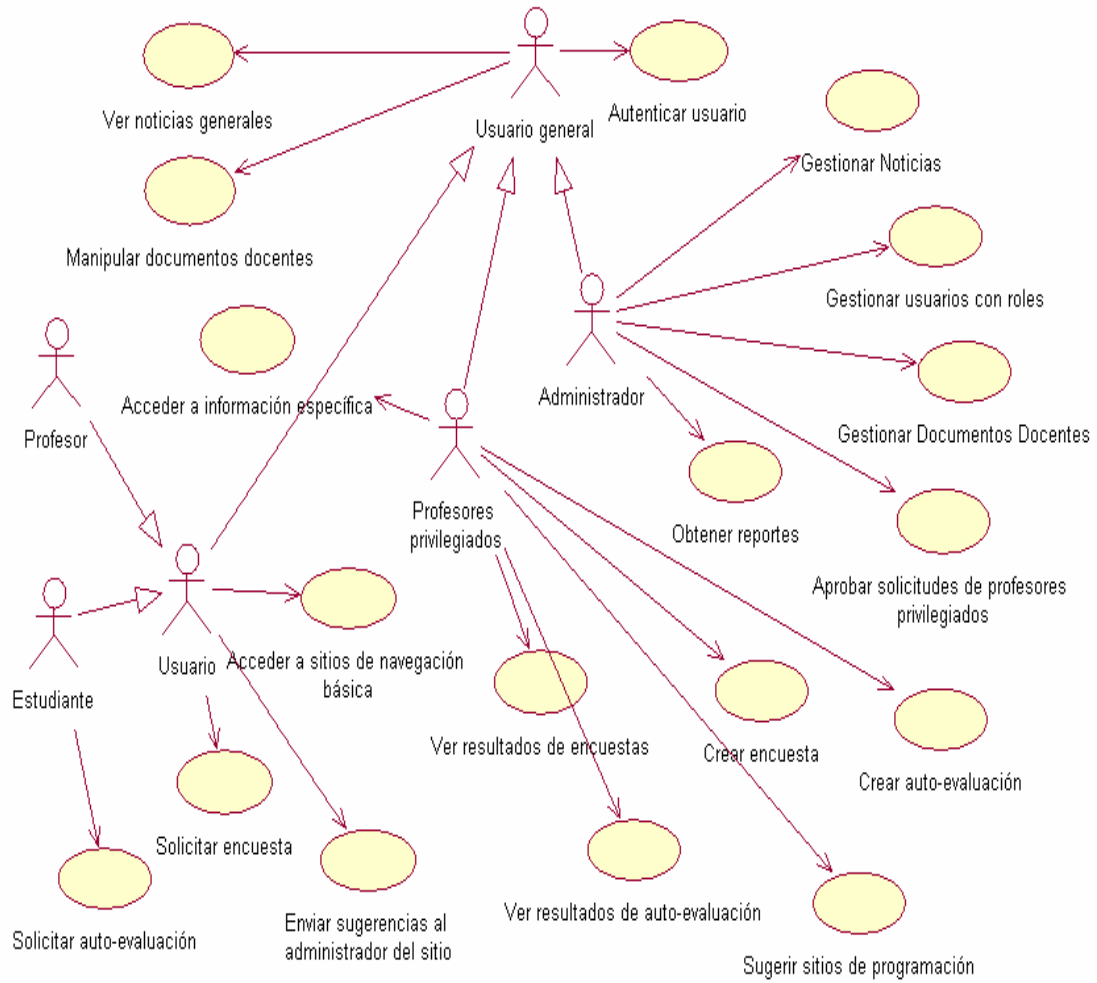 Ver noticias generales
Usuario general
Autenticar usuario
Gestionar Noticias
Manipular documentos docentes
Gestionar usuarios con roles
Profesor
Acceder a información específica
Administrador
Gestionar Documentos Docentes
Profesores
privilegiados
Obtener reportes
Aprobar solicitudes de profesores
privilegiados
Estudiante
Usuario
Acceder a sitios de navegación
básica
Ver resultados de encuestas
Crear encuesta
Crear auto-evaluación
Solicitar encuesta
Solicitar auto-evaluación
Enviar sugerencias al
administrador del sitio
Ver resultados de auto-evaluación
Sugerir sitios de programación